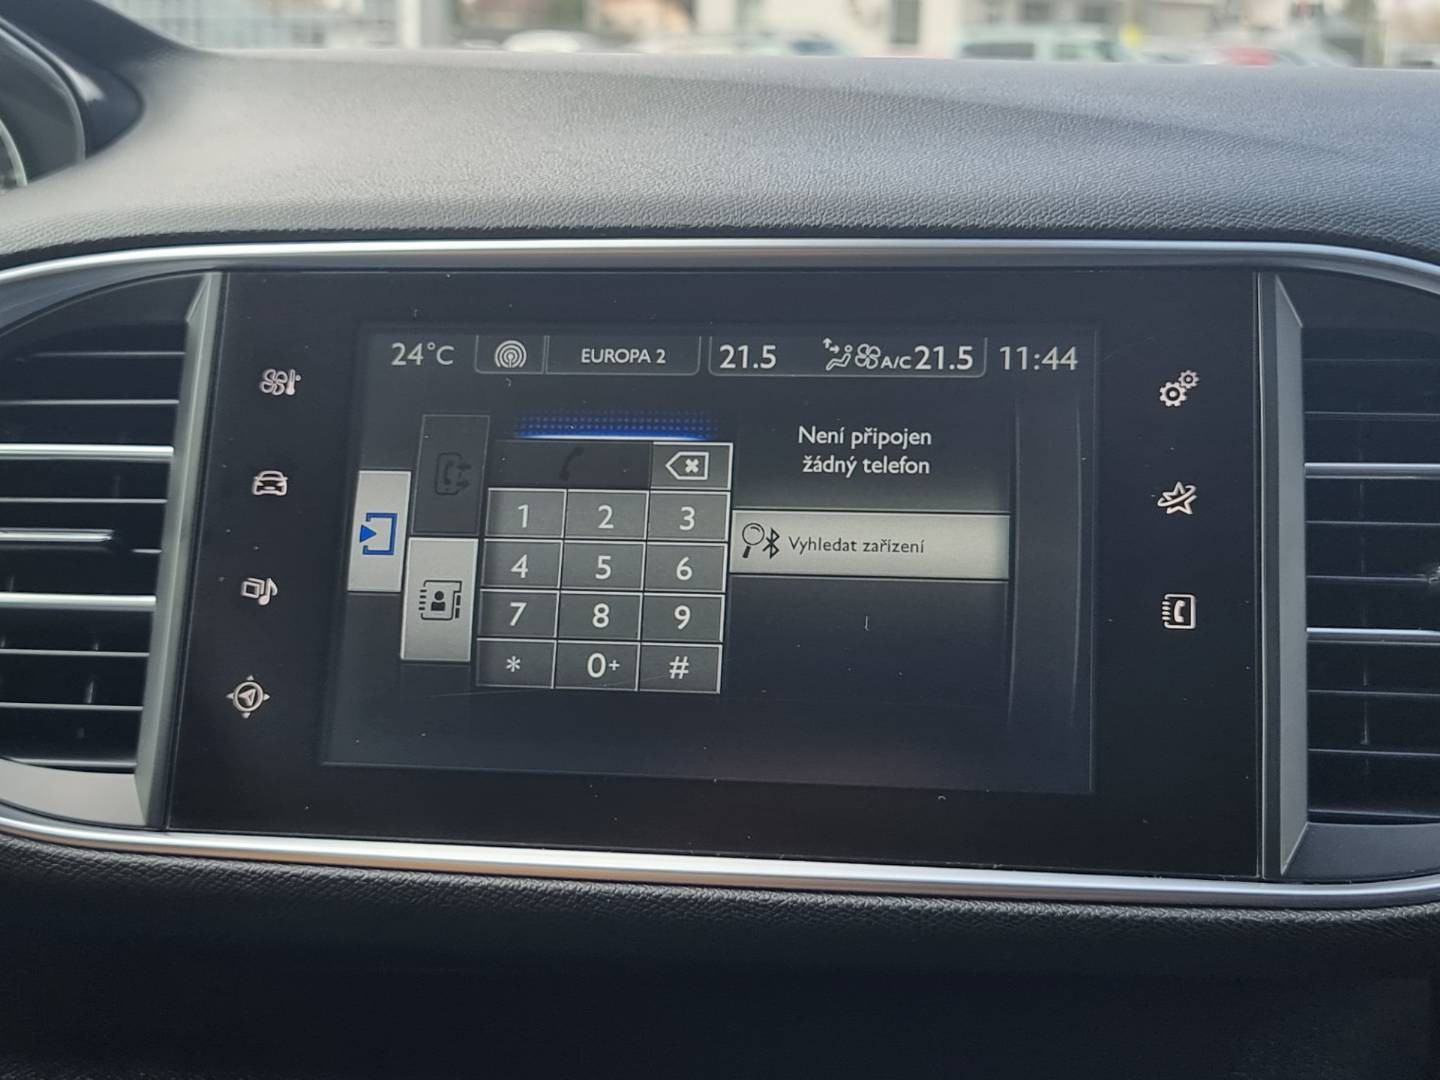 24°C EUROPA 2 21.5 A/C 21.5 11:44
Není připojen
žádný telefon
Vyhledat zařízení
1 2 3
4 5 6
7 8 9
* 0+ #